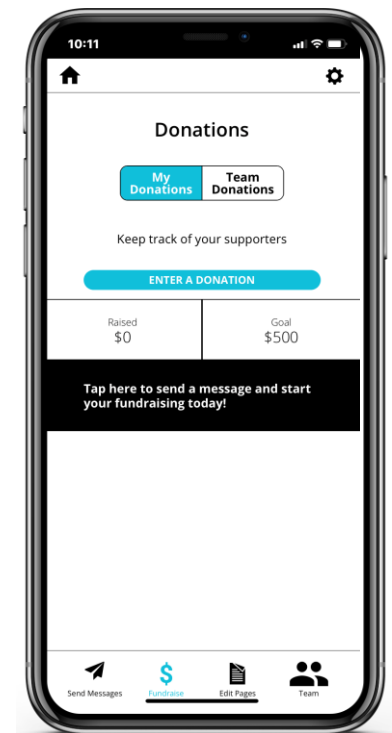 10:11
Donations
My
Donations
Team
Donations
Keep track of your supporters
ENTER A DONATION
Raised
$0
Goal
$500
Tap here to send a message and start
your fundraising today!
$
Send Messages
Fundraise
Edit Pages
Team